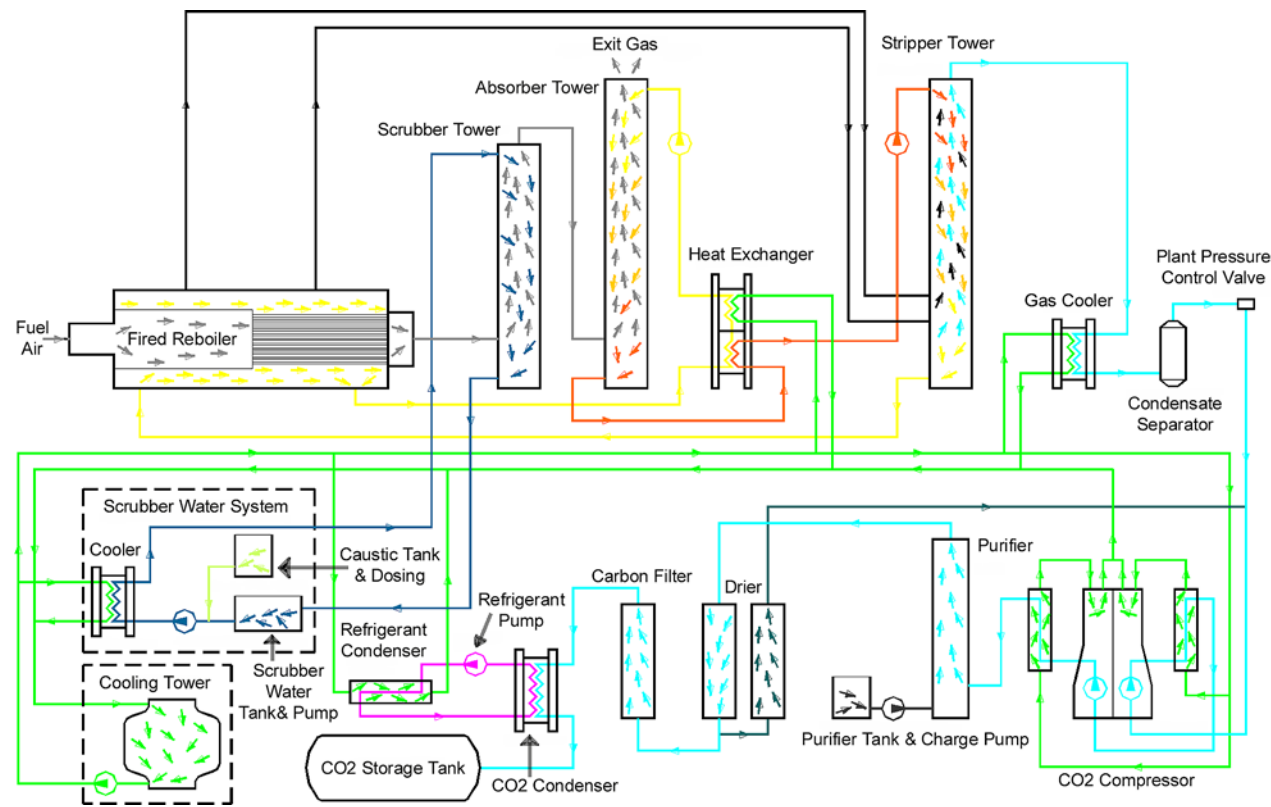 Exit Gas
Stripper Tower
Absorber Tower
Scrubber Tower
Heat Exchanger
Plant Pressure
Control Valve
Gas Cooler
Fuel
Air
Fired Reboiler
Condensate
Separator
Scrubber Water System
Cooler
Caustic Tank
& Dosing
Carbon Filter
Drier
Purifier
Refrigerant
Pump
Refrigerant
Condenser
Scrubber
Water
Tank& Pump
Cooling Tower
Purifier Tank & Charge Pump
CO2 Storage Tank
CO2 Condenser
CO2 Compressor